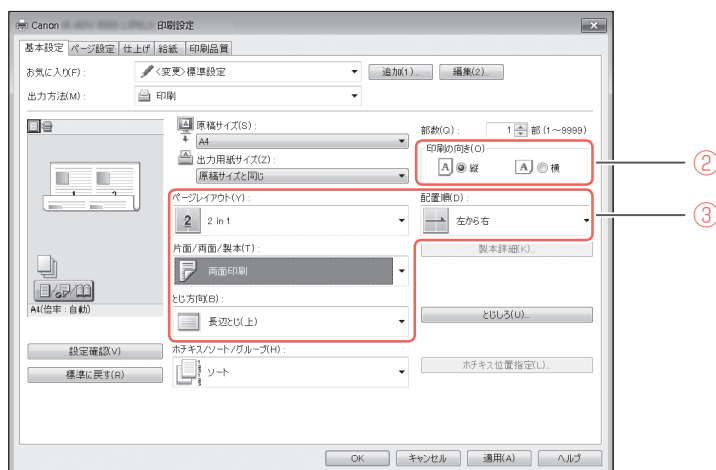 Canon 印刷設定
基本設定 ページ設定 仕上げ 給紙 印刷品質
お気に入り(F): <変更>標準設定 追加(1)... 編集(2)...
出力方法(M): 印刷
原稿サイズ(S):
A4
出力用紙サイズ(Z):
原稿サイズと同じ
部数(Q): 1 部 (1~9999)
印刷の向き(O)
A 縦 A 横
②
ページレイアウト(Y):
2 2 in 1
配置順(D):
左から右
③
片面/両面/製本(T):
両面印刷
製本詳細(K)...
とじ方向(B):
長辺とじ(上)
とじしろ(U)...
A4(倍率:自動)
設定確認(V)
標準に戻す(R)
ホチキス/ソート/グループ(H):
ソート
ホチキス位置指定(L)...
OK キャンセル 適用(A) ヘルプ